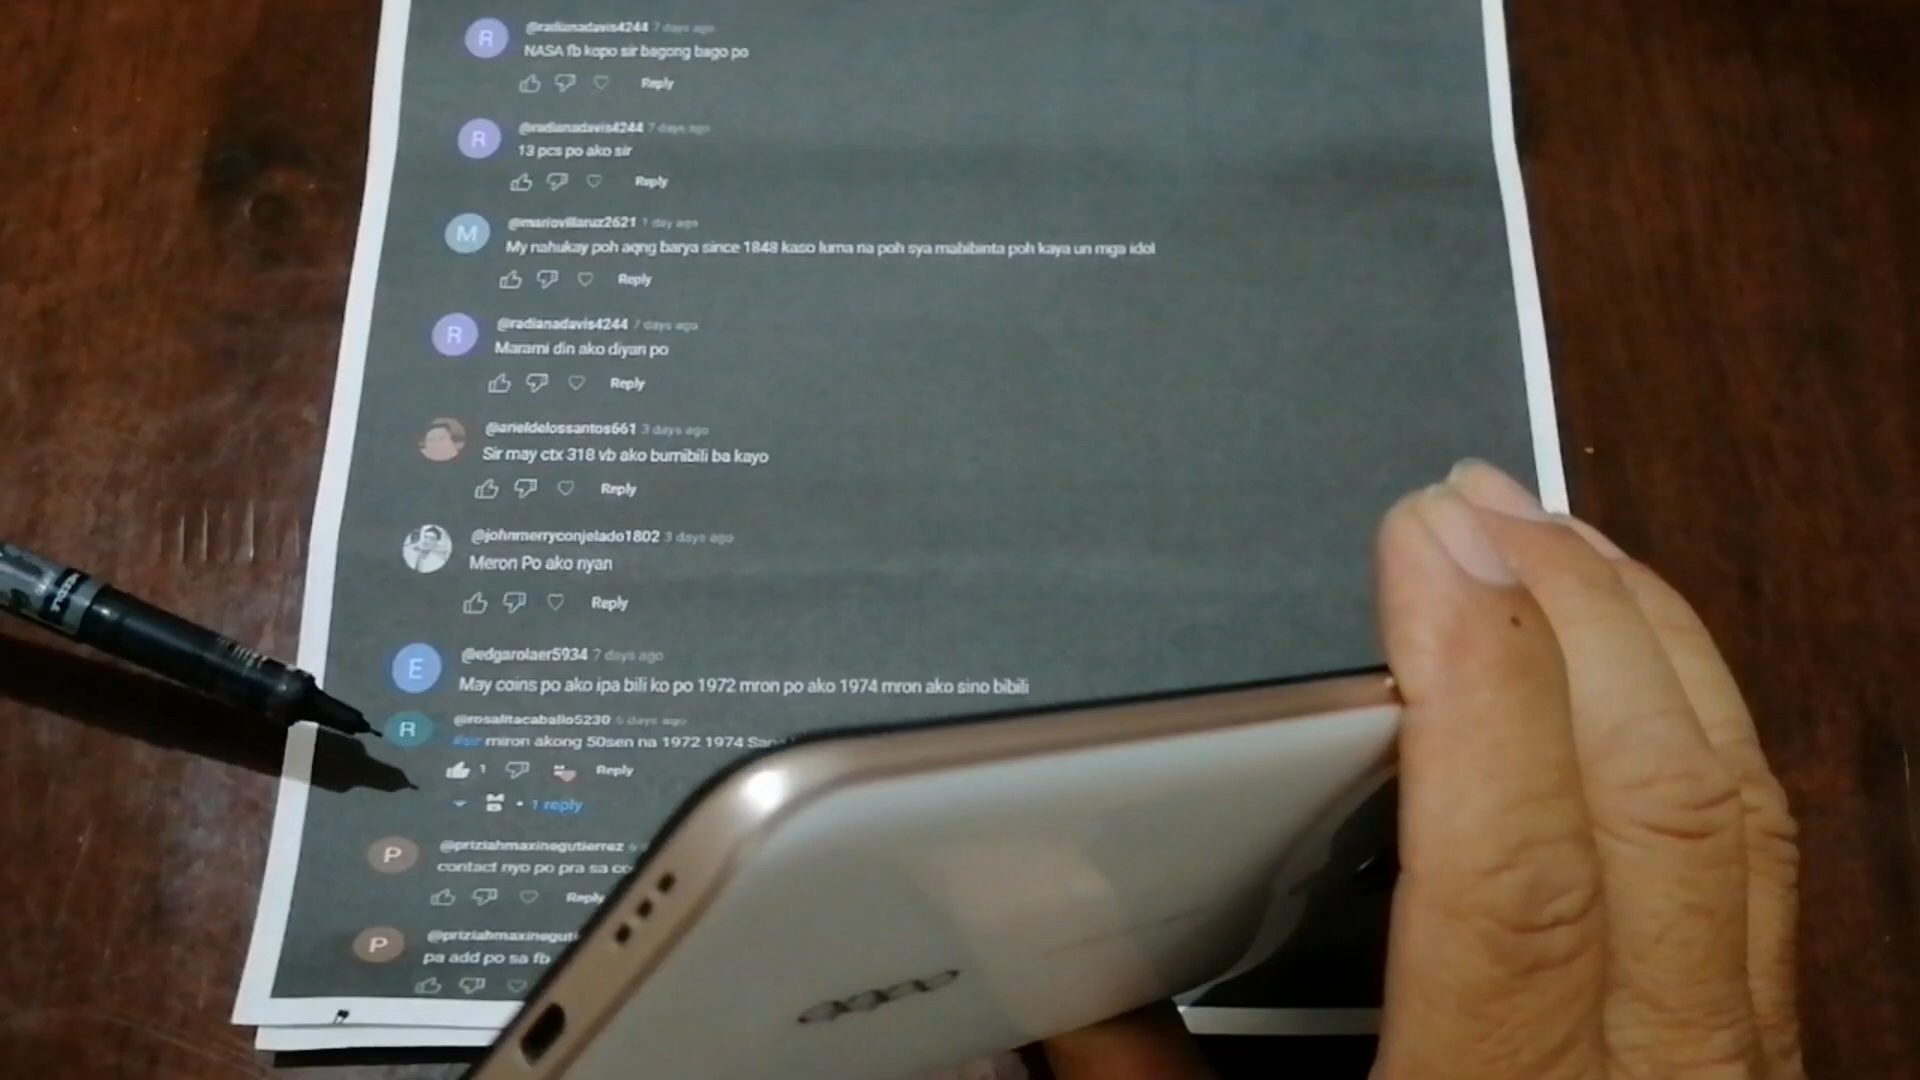 R
@radianadavis4244 7 days ago
NASA fb kopo sir bagong bago po
Reply
R
@radianadavis4244 7 days ago
13 pcs po ako sir
Reply
M
@mariovillaruz2621 1 day ago
My nahukay poh aqng barya since 1848 kaso luma na poh sya mabibinta poh kaya un mga idol
Reply
R
@radianadavis4244 7 days ago
Marami din ako diyan po
Reply
@arieldelossantos661 3 days ago
Sir may ctx 318 vb ako bumibili ba kayo
Reply
@johnmerryconjelado1802 3 days ago
Meron Po ako nyan
Reply
E
@edgarolaer5934 7 days ago
May coins po ako ipa bili ko po 1972 mron po ako 1974 mron ako sino bibili
R
@rosalitacaballo5230 5 days ago
#sir miron akong 50sen na 1972 1974
1 Reply
• 1 reply
P
@priziahmaxinegutierrez
contact nyo po pra sa
Reply
P
@priziahmaxineguti
pa add po sa fb
oppo